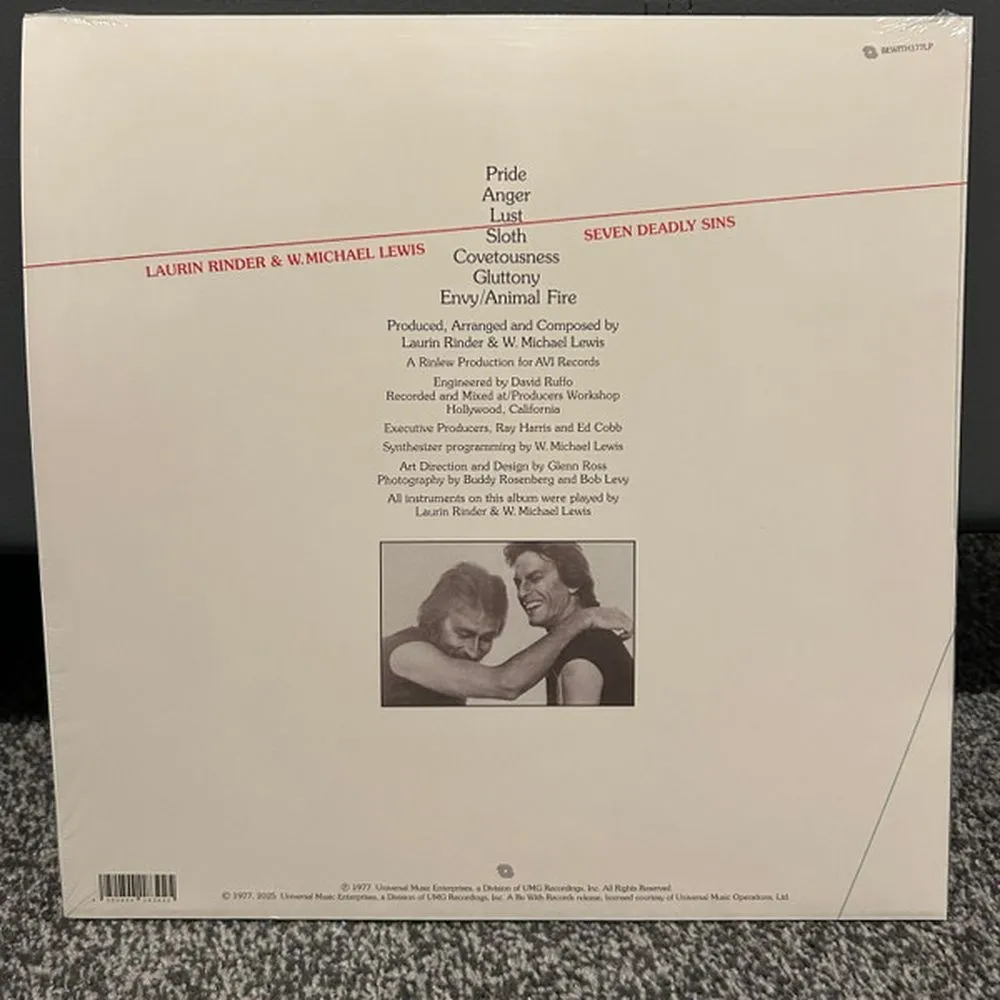 BEWITH177LP
Pride
Anger
Lust
Sloth
Covetousness
Gluttony
Envy/Animal Fire
LAURIN RINDER & W. MICHAEL LEWIS
SEVEN DEADLY SINS
Produced, Arranged and Composed by
Laurin Rinder & W. Michael Lewis
A Rinlew Production for AVI Records
Engineered by David Ruffo
Recorded and Mixed at/Producers Workshop
Hollywood, California
Executive Producers, Ray Harris and Ed Cobb
Synthesizer programming by W. Michael Lewis
Art Direction and Design by Glenn Ross
Photography by Buddy Rosenberg and Bob Levy
All instruments on this album were played by
Laurin Rinder & W. Michael Lewis
℗ 1977 Universal Music Enterprises, a Division of UMG Recordings, Inc. All Rights Reserved
© 1977, 2025 Universal Music Enterprises, a Division of UMG Recordings, Inc. A Be With Records release, licensed courtesy of Universal Music Operations, Ltd.